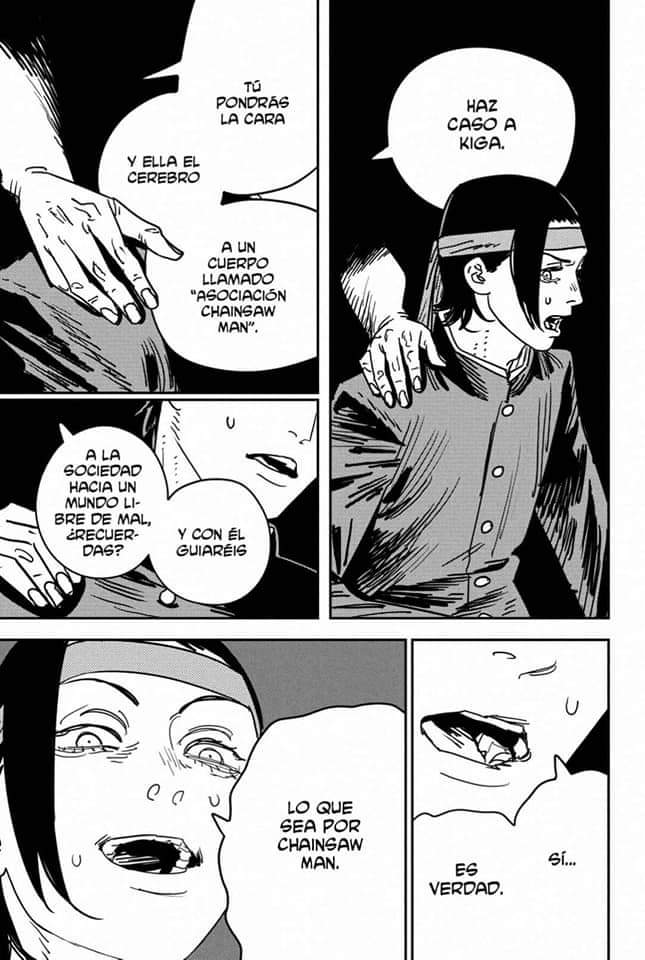 HAZ
CASO A
KIGA.
TÚ
PONDRÁS
LA CARA
Y ELLA EL
CEREBRO
A UN
CUERPO
LLAMADO
“ASOCIACIÓN
CHAINSAW
MAN”.
Y CON ÉL
GUIARÉIS
A LA
SOCIEDAD
HACIA UN
MUNDO LI-
BRE DE MAL,
¿RECUER-
DAS?
SÍ...
ES
VERDAD.
LO QUE
SEA POR
CHAINSAW
MAN.